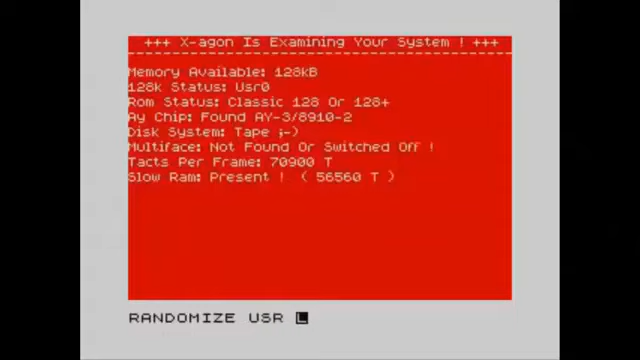 +++ X-agon Is Examining Your System ! +++
Memory Available: 128kB
128k Status: Usr0
Rom Status: Classic 128 Or 128+
Ay Chip: Found AY-3/8910-2
Disk System: Tape ;-)
Multiface: Not Found Or Switched Off !
Tacts Per Frame: 70900 T
Slow Ram: Present ! ( 56560 T )
RANDOMIZE USR L